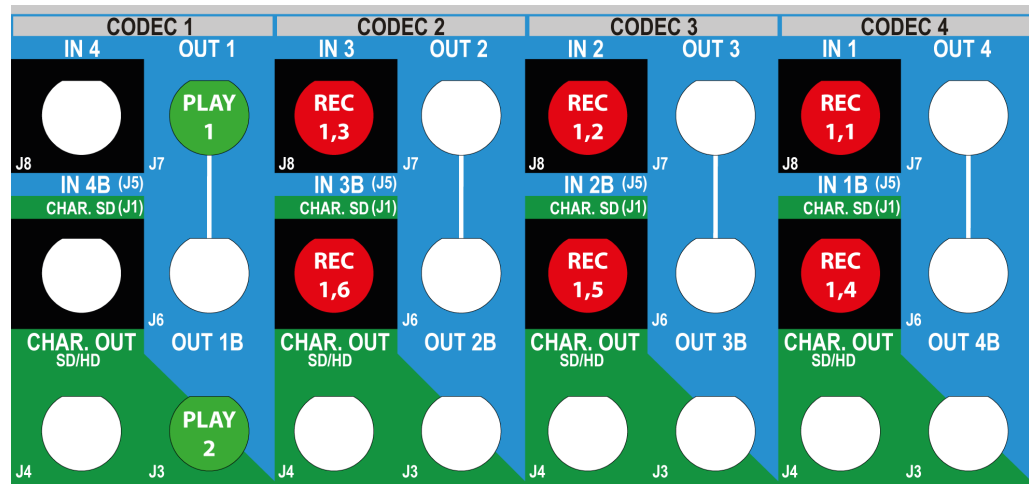 CODEC 1 CODEC 2 CODEC 3 CODEC 4
IN 4 OUT 1 IN 3 OUT 2 IN 2 OUT 3 IN 1 OUT 4
PLAY REC REC REC
1 1,3 1,2 1,1
J8 J7 J8 J7 J8 J7 J8 J7
IN 4B (J5) IN 3B (J5) IN 2B (J5) IN 1B (J5)
CHAR. SD (J1) CHAR. SD (J1) CHAR. SD (J1) CHAR. SD (J1)
REC REC REC
1,6 1,5 1,4
J6 J6 J6 J6
CHAR. OUT OUT 1B CHAR. OUT OUT 2B CHAR. OUT OUT 3B CHAR. OUT OUT 4B
SD/HD SD/HD SD/HD SD/HD
PLAY
2
J4 J3 J4 J3 J4 J3 J4 J3